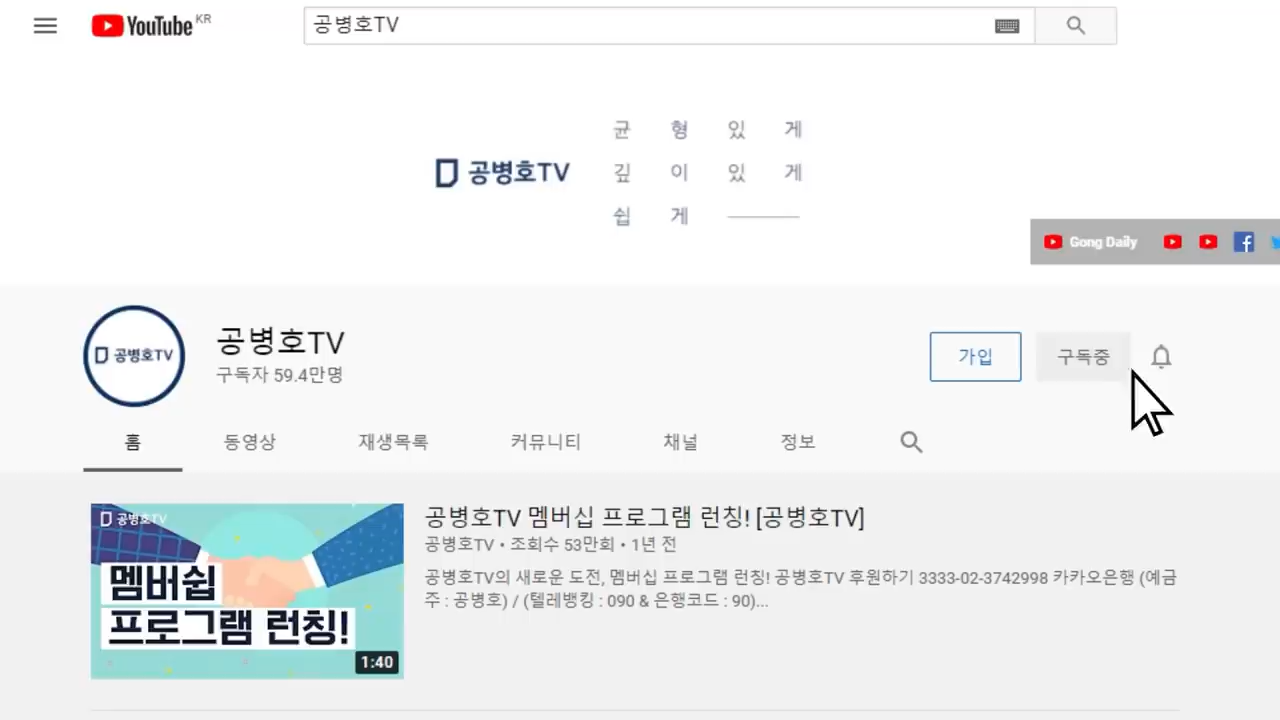 YouTube KR
공병호TV
균 형 있 게
공병호TV
깊 이 있 게
쉽 게
Gong Daily
공병호TV
공병호TV
구독자 59.4만명
가입
구독중
홈
동영상
재생목록
커뮤니티
채널
정보
공병호TV
멤버쉽
프로그램 런칭!
1:40
공병호TV 멤버십 프로그램 런칭! [공병호TV]
공병호TV • 조회수 53만회 • 1년 전
공병호TV의 새로운 도전, 멤버십 프로그램 런칭! 공병호TV 후원하기 3333-02-3742998 카카오은행 (예금
주 : 공병호) / (텔레뱅킹 : 090 & 은행코드 : 90)...